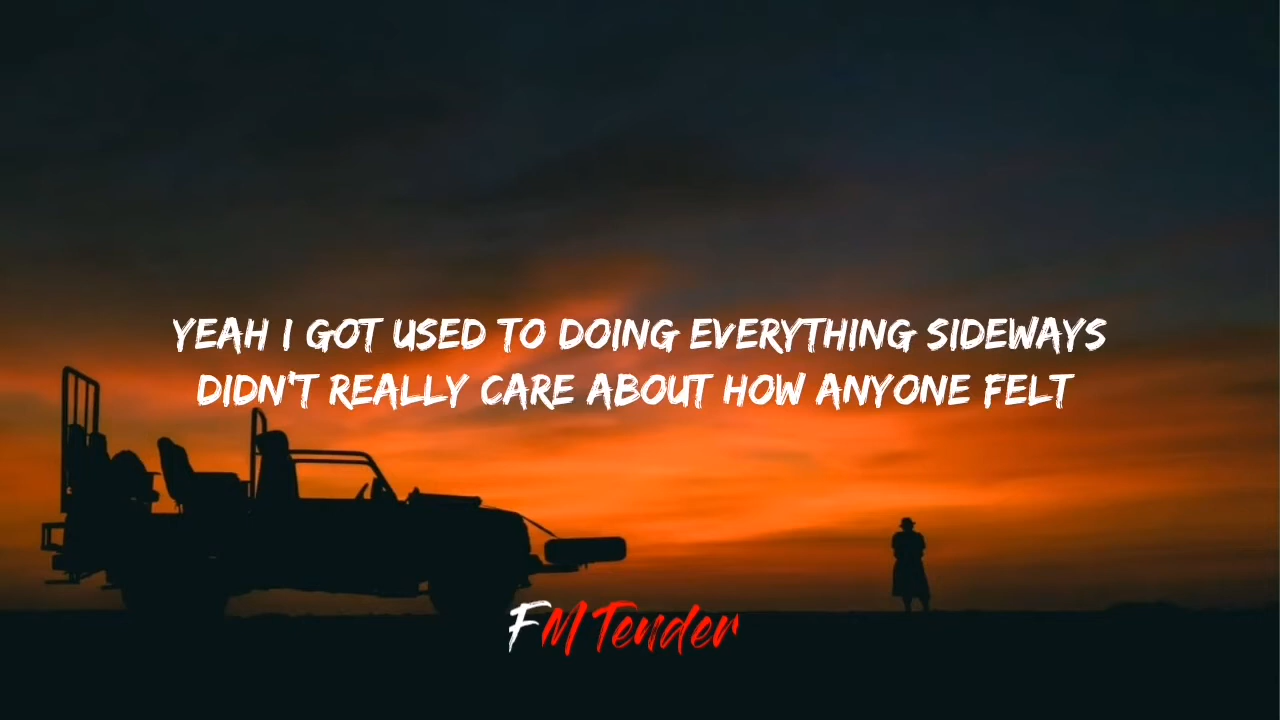 YEAH I GOT USED TO DOING EVERYTHING SIDEWAYS
DIDN'T REALLY CARE ABOUT HOW ANYONE FELT
FM Tender